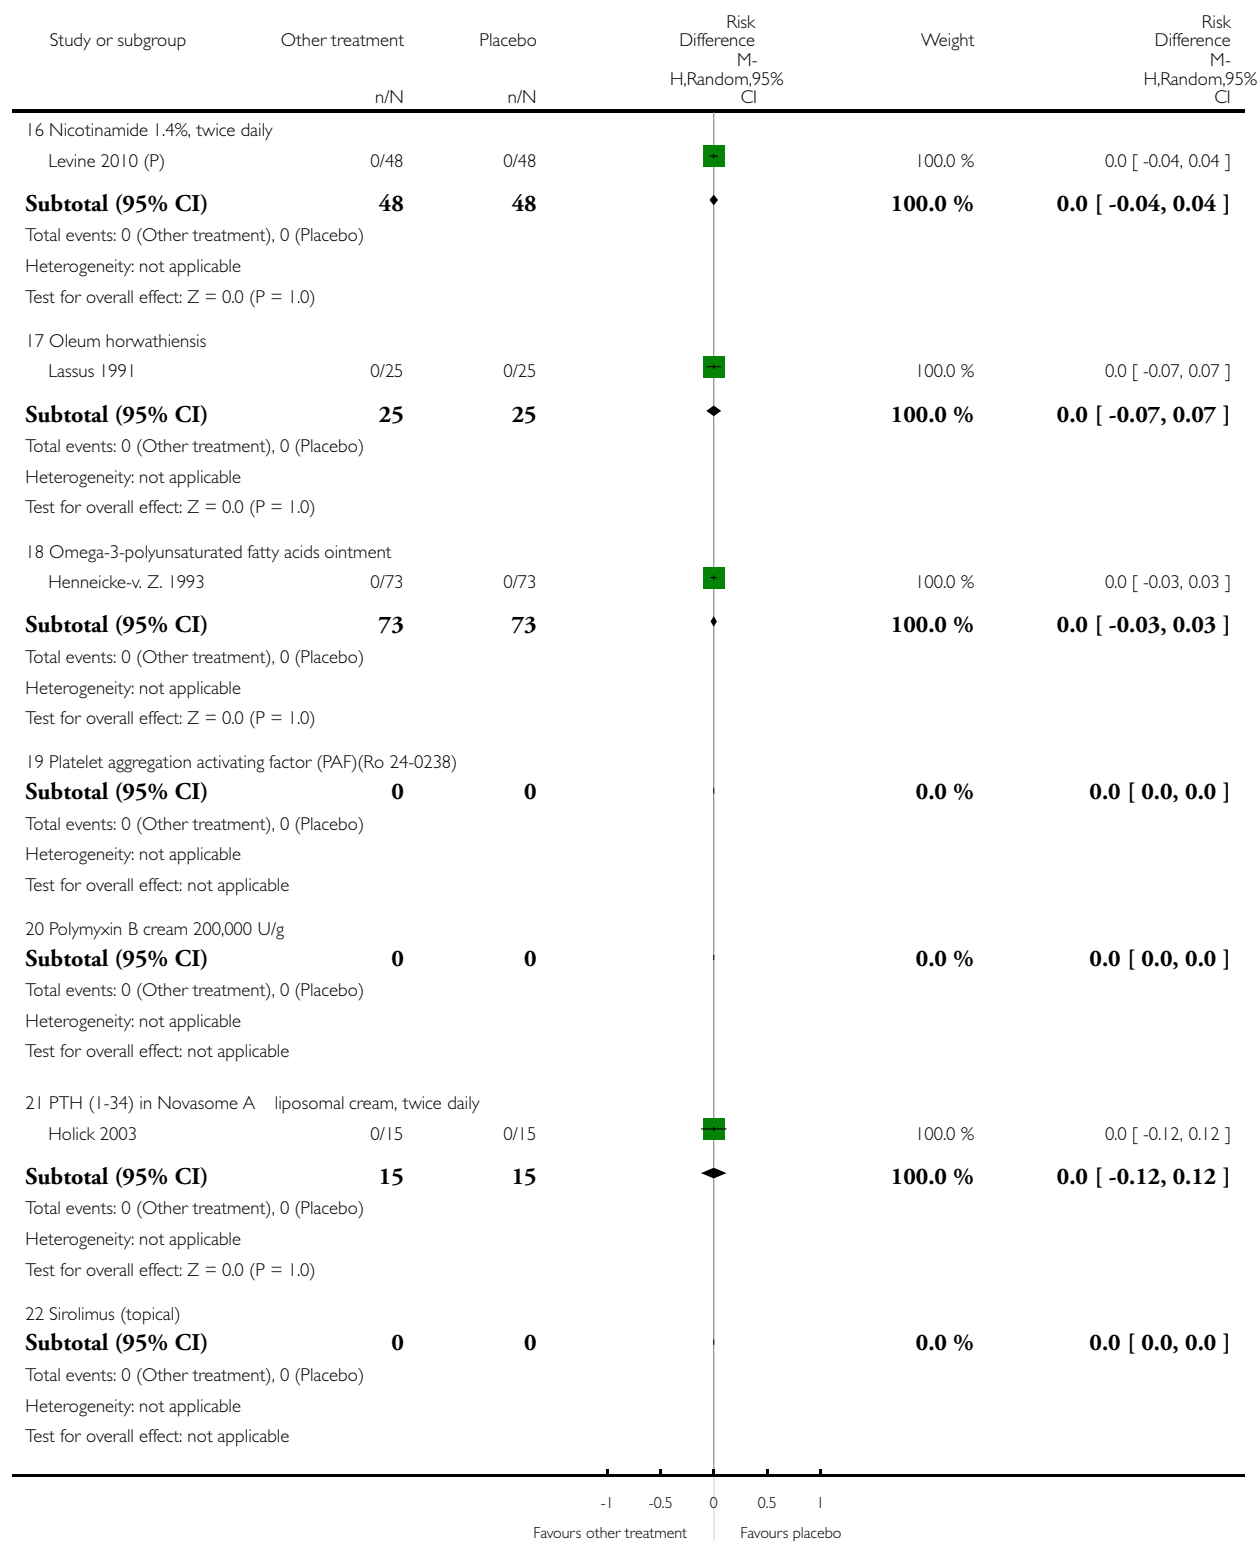 Study or subgroup Other treatment Placebo Risk Difference Weight Risk Difference
n/N n/N M-H,Random,95% CI M-H,Random,95% CI
16 Nicotinamide 1.4%, twice daily
Levine 2010 (P) 0/48 0/48 100.0 % 0.0 [ -0.04, 0.04 ]
Subtotal (95% CI) 48 48 100.0 % 0.0 [ -0.04, 0.04 ]
Total events: 0 (Other treatment), 0 (Placebo)
Heterogeneity: not applicable
Test for overall effect: Z = 0.0 (P = 1.0)
17 Oleum horwathiensis
Lassus 1991 0/25 0/25 100.0 % 0.0 [ -0.07, 0.07 ]
Subtotal (95% CI) 25 25 100.0 % 0.0 [ -0.07, 0.07 ]
Total events: 0 (Other treatment), 0 (Placebo)
Heterogeneity: not applicable
Test for overall effect: Z = 0.0 (P = 1.0)
18 Omega-3-polyunsaturated fatty acids ointment
Henneicke-v. Z. 1993 0/73 0/73 100.0 % 0.0 [ -0.03, 0.03 ]
Subtotal (95% CI) 73 73 100.0 % 0.0 [ -0.03, 0.03 ]
Total events: 0 (Other treatment), 0 (Placebo)
Heterogeneity: not applicable
Test for overall effect: Z = 0.0 (P = 1.0)
19 Platelet aggregation activating factor (PAF)(Ro 24-0238)
Subtotal (95% CI) 0 0 0.0 % 0.0 [ 0.0, 0.0 ]
Total events: 0 (Other treatment), 0 (Placebo)
Heterogeneity: not applicable
Test for overall effect: not applicable
20 Polymyxin B cream 200,000 U/g
Subtotal (95% CI) 0 0 0.0 % 0.0 [ 0.0, 0.0 ]
Total events: 0 (Other treatment), 0 (Placebo)
Heterogeneity: not applicable
Test for overall effect: not applicable
21 PTH (1-34) in Novasome A liposomal cream, twice daily
Holick 2003 0/15 0/15 100.0 % 0.0 [ -0.12, 0.12 ]
Subtotal (95% CI) 15 15 100.0 % 0.0 [ -0.12, 0.12 ]
Total events: 0 (Other treatment), 0 (Placebo)
Heterogeneity: not applicable
Test for overall effect: Z = 0.0 (P = 1.0)
22 Sirolimus (topical)
Subtotal (95% CI) 0 0 0.0 % 0.0 [ 0.0, 0.0 ]
Total events: 0 (Other treatment), 0 (Placebo)
Heterogeneity: not applicable
Test for overall effect: not applicable
-1 -0.5 0 0.5 1
Favours other treatment Favours placebo